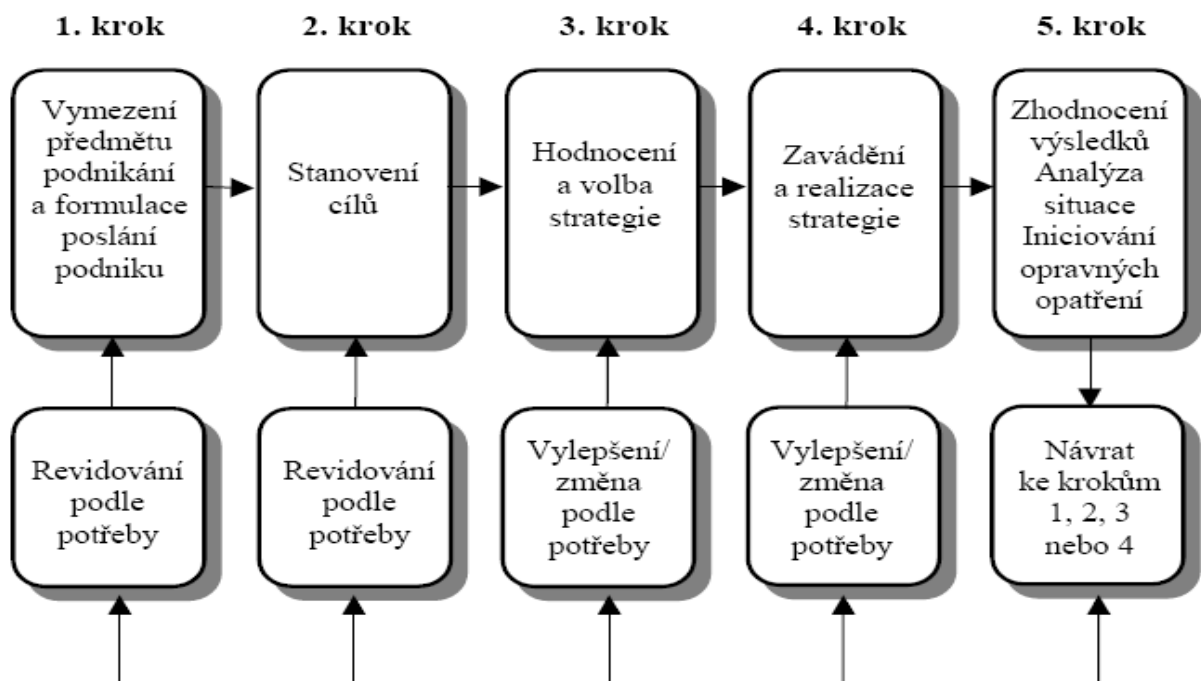 1. krok
2. krok
3. krok
4. krok
5. krok
Vymezení
předmětu
podnikání
a formulace
poslání
podniku
Stanovení
cílů
Hodnocení
a volba
strategie
Zavádění
a realizace
strategie
Zhodnocení
výsledků
Analýza
situace
Iniciování
opravných
opatření
Revidování
podle
potřeby
Revidování
podle
potřeby
Vylepšení/
změna
podle
potřeby
Vylepšení/
změna
podle
potřeby
Návrat
ke krokům
1, 2, 3
nebo 4